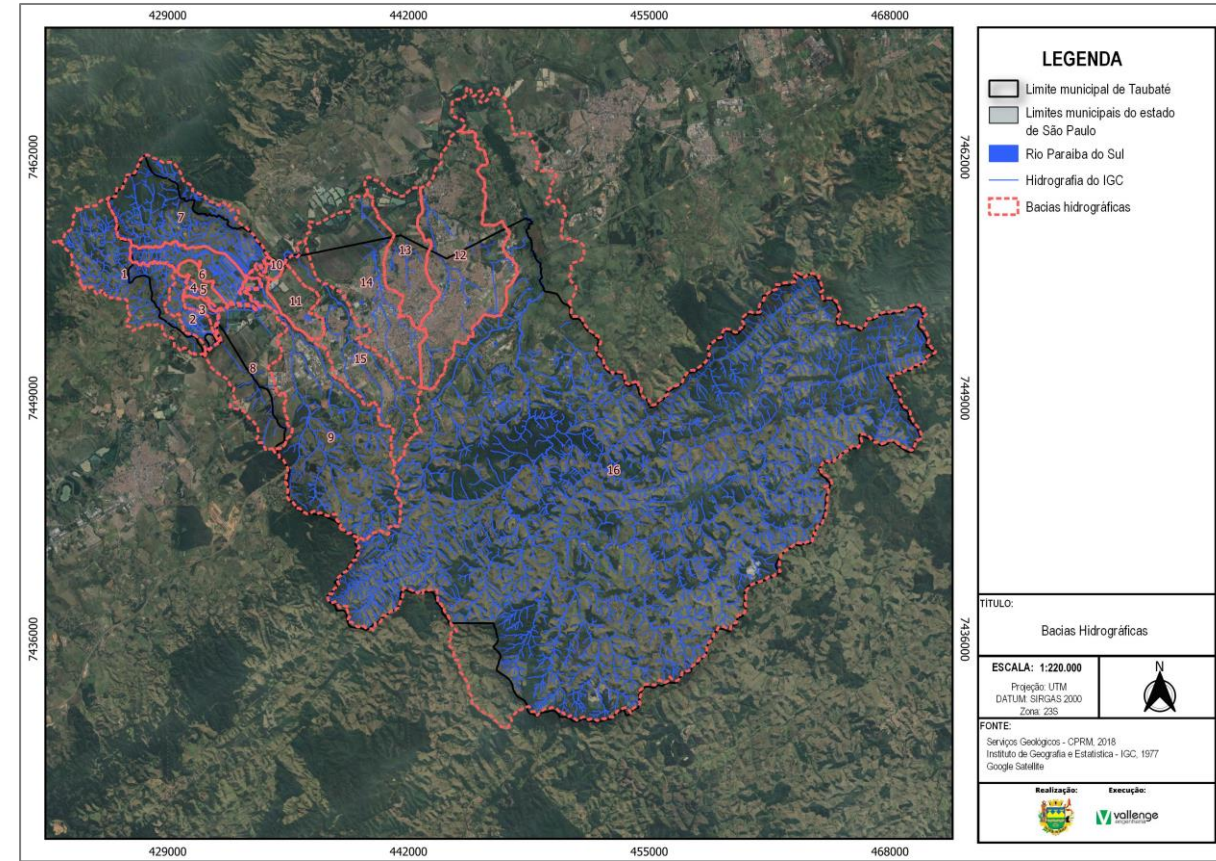 429000
442000
455000
468000
7462000
7449000
7436000
7462000
7449000
7436000
7
1
10
6
4
5
3
2
8
11
14
13
12
15
9
16
429000
442000
455000
468000
LEGENDA
Limite municipal de Taubaté
Limites municipais do estado
de São Paulo
Rio Paraiba do Sul
Hidrografia do IGC
Bacias hidrográficas
TÍTULO:
Bacias Hidrográficas
ESCALA: 1:220.000
Projeção: UTM
DATUM: SIRGAS 2000
Zona: 23S
N
FONTE:
Serviços Geológicos - CPRM, 2018
Instituto de Geografia e Estatística - IGC, 1977
Google Satellite
Realização:
Execução:
vallenge
engenharia